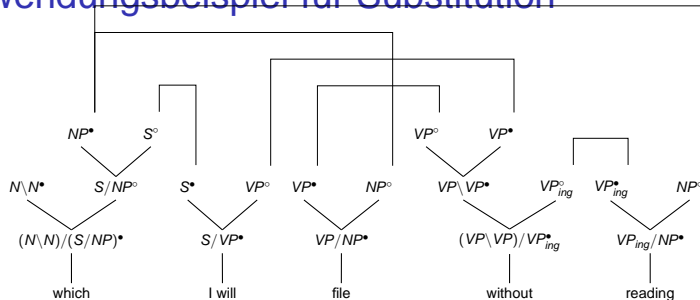 wendungsbeispiel für Substitution
NP• S° VP° VP•
N\N• S/NP° S• VP° VP• NP° VP\VP• VP°ing VP•ing NP°
(N\N)/(S/NP)• S/VP• VP/NP• (VP\VP)/VP•ing VPing/NP•
which I will file without reading